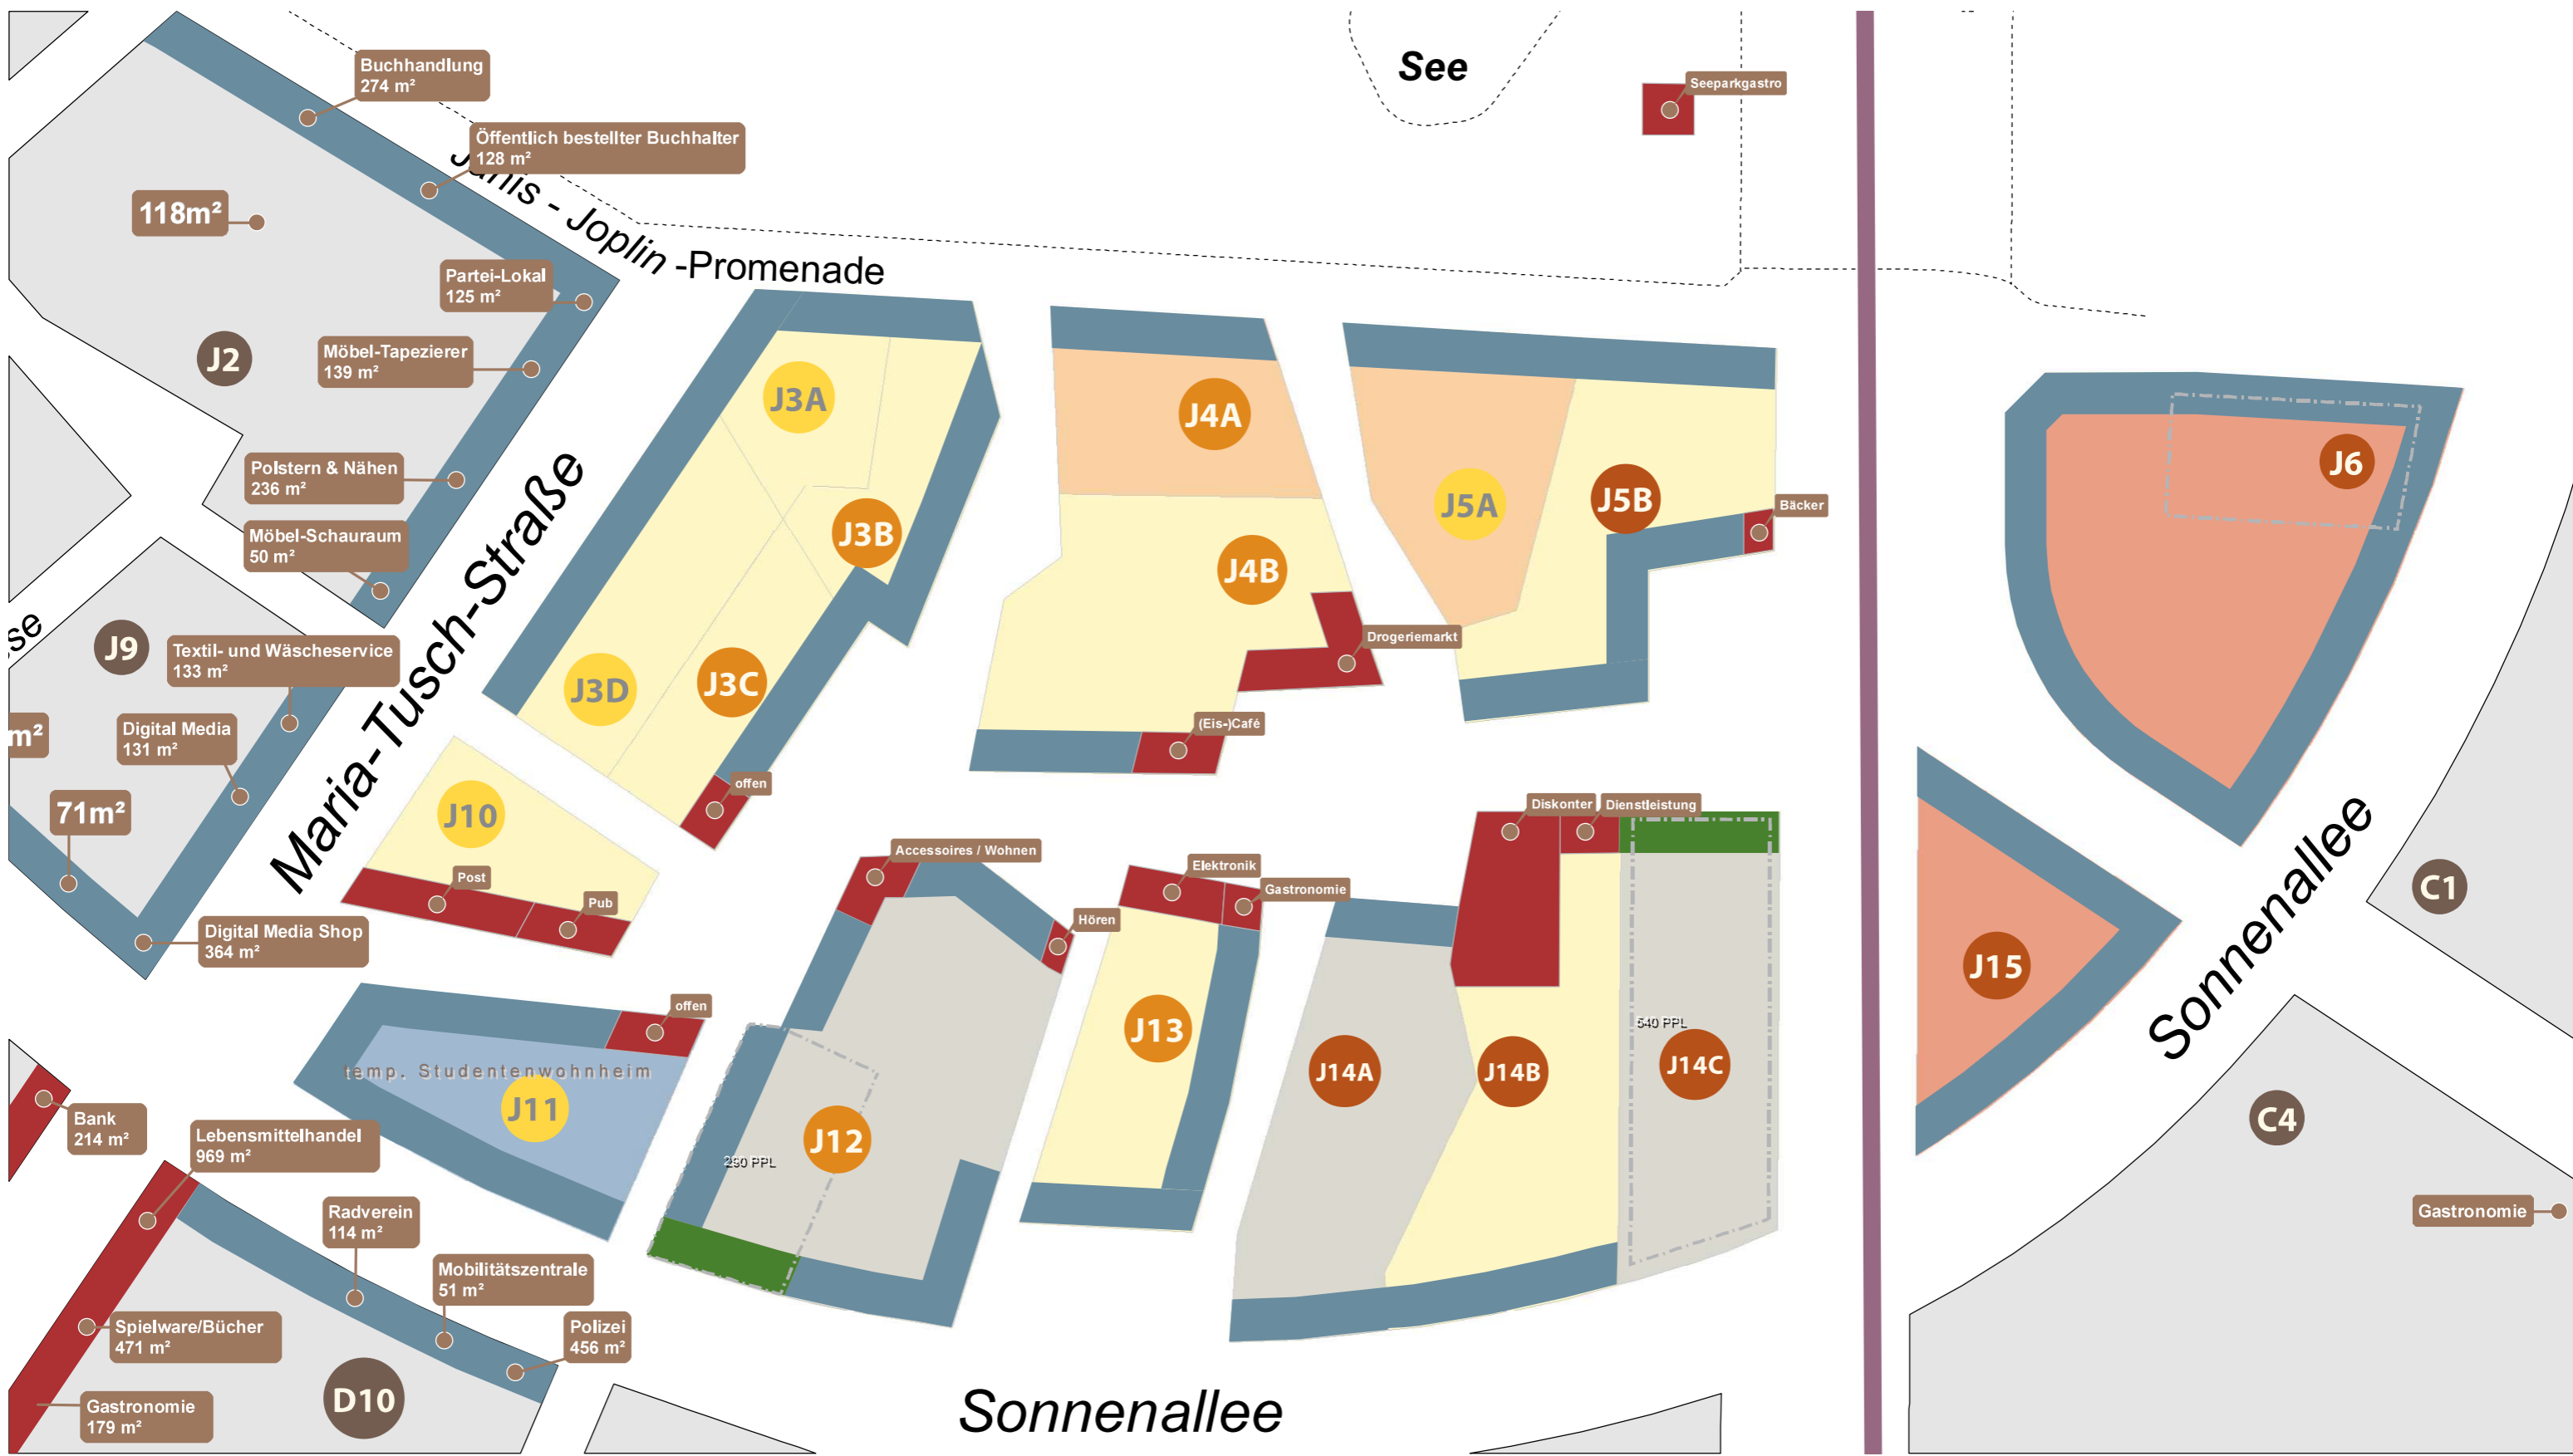 See
Seeparkgastro
Buchhandlung
274 m²
Öffentlich bestellter Buchhalter
128 m²
Janis - Joplin -Promenade
118m²
Partei-Lokal
125 m²
J2
Möbel-Tapezierer
139 m²
Polstern & Nähen
236 m²
Möbel-Schauraum
50 m²
Maria-Tusch-Straße
J3A
J3B
J3C
J3D
offen
J4A
J4B
Drogeriemarkt
(Eis-)Café
J5A
J5B
Bäcker
J6
se
J9
Textil- und Wäscheservice
133 m²
m²
Digital Media
131 m²
71m²
Digital Media Shop
364 m²
J10
Post
Pub
offen
temp. Studentenwohnheim
J11
Accessoires / Wohnen
Hören
290 PPL
J12
Elektronik
Gastronomie
J13
Diskonter
Dienstleistung
540 PPL
J14A
J14B
J14C
J15
Sonnenallee
C1
C4
Gastronomie
Bank
214 m²
Lebensmittelhandel
969 m²
Radverein
114 m²
Mobilitätszentrale
51 m²
Spielware/Bücher
471 m²
Polizei
456 m²
Gastronomie
179 m²
D10
Sonnenallee